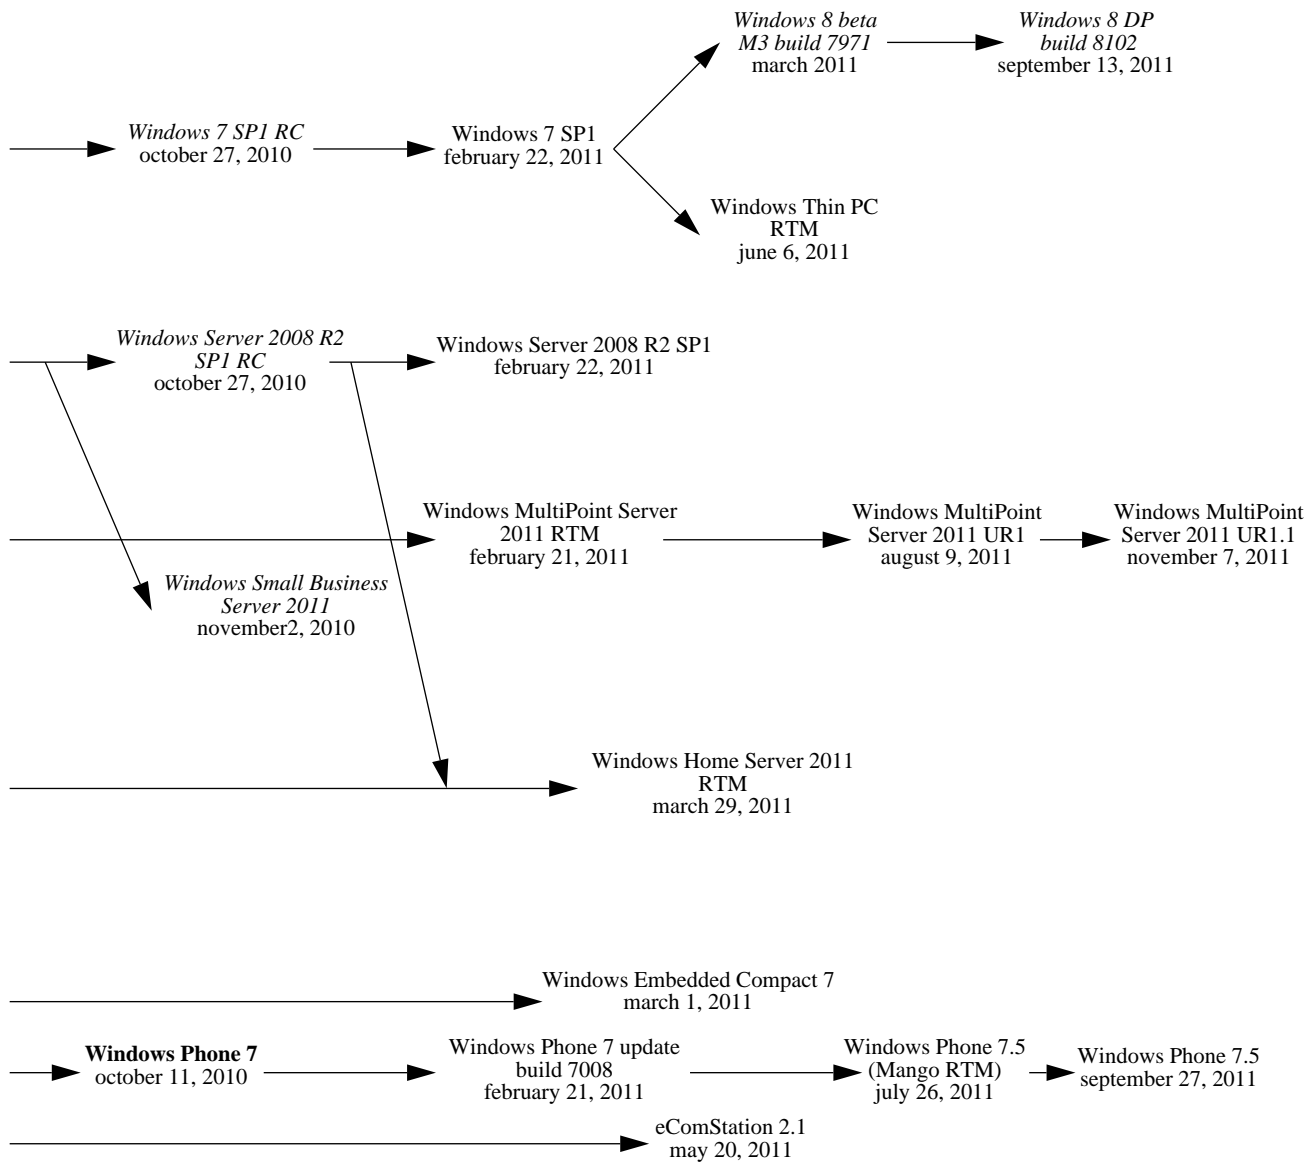 Windows 8 beta
M3 build 7971
march 2011
Windows 8 DP
build 8102
september 13, 2011
Windows 7 SP1 RC
october 27, 2010
Windows 7 SP1
february 22, 2011
Windows Thin PC
RTM
june 6, 2011
Windows Server 2008 R2
SP1 RC
october 27, 2010
Windows Server 2008 R2 SP1
february 22, 2011
Windows MultiPoint Server
2011 RTM
february 21, 2011
Windows MultiPoint
Server 2011 UR1
august 9, 2011
Windows MultiPoint
Server 2011 UR1.1
november 7, 2011
Windows Small Business
Server 2011
november2, 2010
Windows Home Server 2011
RTM
march 29, 2011
Windows Embedded Compact 7
march 1, 2011
Windows Phone 7
october 11, 2010
Windows Phone 7 update
build 7008
february 21, 2011
Windows Phone 7.5
(Mango RTM)
july 26, 2011
Windows Phone 7.5
september 27, 2011
eComStation 2.1
may 20, 2011